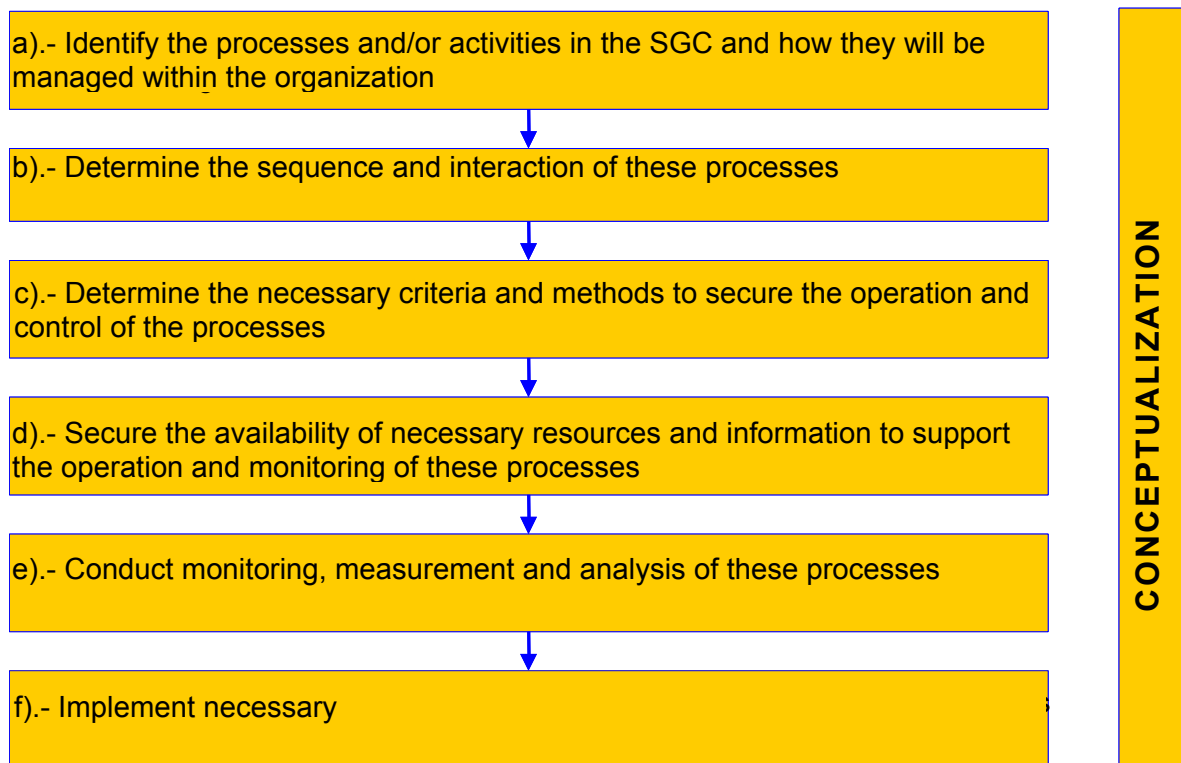 a).- Identify the processes and/or activities in the SGC and how they will be
managed within the organization
b).- Determine the sequence and interaction of these processes
c).- Determine the necessary criteria and methods to secure the operation and
control of the processes
d).- Secure the availability of necessary resources and information to support
the operation and monitoring of these processes
e).- Conduct monitoring, measurement and analysis of these processes
f).- Implement necessary
CONCEPTUALIZATION